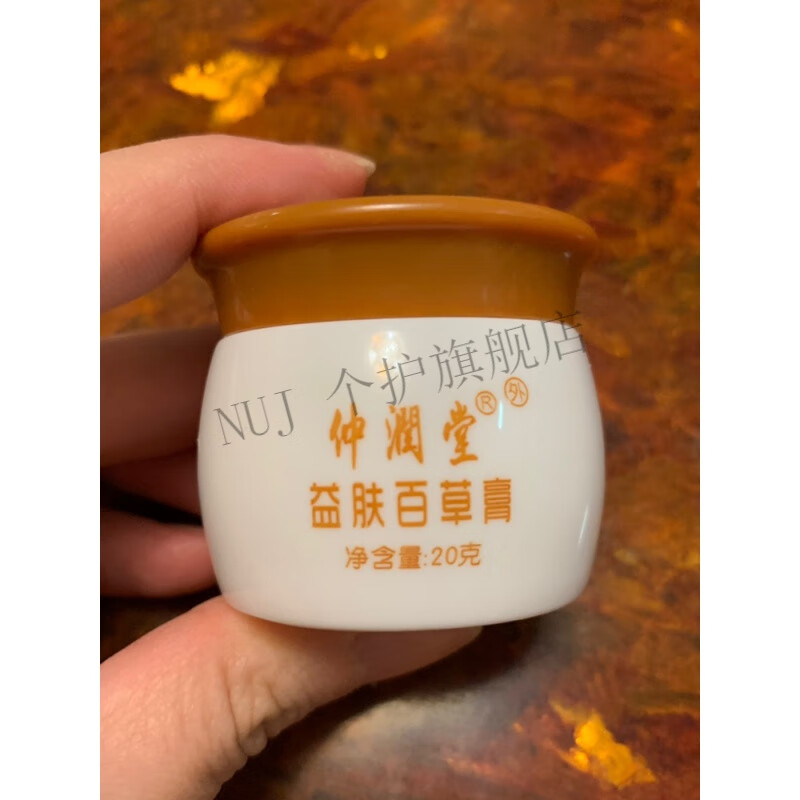 NUJ 个护旗舰店
仲潤堂®外
益肤百草膏
净含量:20克